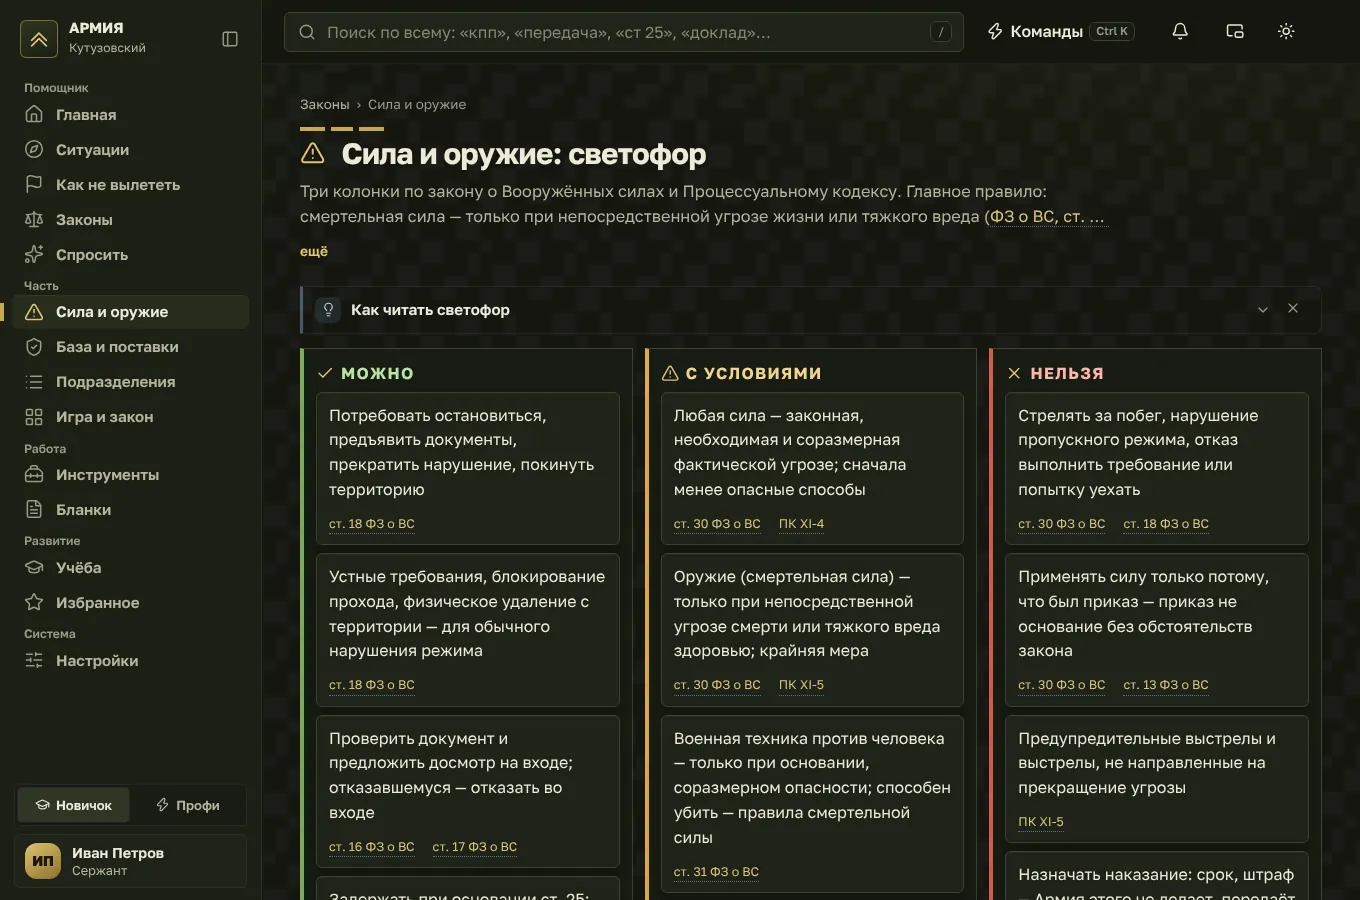 АРМИЯ
Кутузовский
Помощник
Главная
Ситуации
Как не вылететь
Законы
Спросить
Часть
Сила и оружие
База и поставки
Подразделения
Игра и закон
Работа
Инструменты
Бланки
Развитие
Учёба
Избранное
Система
Настройки
Новичок
Профи
ИП
Иван Петров
Сержант
Поиск по всему: «кпп», «передача», «ст 25», «доклад»...
/
Команды
Ctrl K
Законы › Сила и оружие
Сила и оружие: светофор
Три колонки по закону о Вооружённых силах и Процессуальному кодексу. Главное правило:
смертельная сила — только при непосредственной угрозе жизни или тяжкого вреда (ФЗ о ВС, ст. ...
ещё
Как читать светофор
МОЖНО
Потребовать остановиться,
предъявить документы,
прекратить нарушение, покинуть
территорию
ст. 18 ФЗ о ВС
Устные требования, блокирование
прохода, физическое удаление с
территории — для обычного
нарушения режима
ст. 18 ФЗ о ВС
Проверить документ и
предложить досмотр на входе;
отказавшемуся — отказать во
входе
ст. 16 ФЗ о ВС ст. 17 ФЗ о ВС
Задержать при основании ст. 25:
С УСЛОВИЯМИ
Любая сила — законная,
необходимая и соразмерная
фактической угрозе; сначала
менее опасные способы
ст. 30 ФЗ о ВС ПК XI-4
Оружие (смертельная сила) —
только при непосредственной
угрозе смерти или тяжкого вреда
здоровью; крайняя мера
ст. 30 ФЗ о ВС ПК XI-5
Военная техника против человека
— только при основании,
соразмерном опасности; способен
убить — правила смертельной
силы
ст. 31 ФЗ о ВС
НЕЛЬЗЯ
Стрелять за побег, нарушение
пропускного режима, отказ
выполнить требование или
попытку уехать
ст. 30 ФЗ о ВС ст. 18 ФЗ о ВС
Применять силу только потому,
что был приказ — приказ не
основание без обстоятельств
закона
ст. 30 ФЗ о ВС ст. 13 ФЗ о ВС
Предупредительные выстрелы и
выстрелы, не направленные на
прекращение угрозы
ПК XI-5
Назначать наказание: срок, штраф
— Армия этого не делает, передаёт